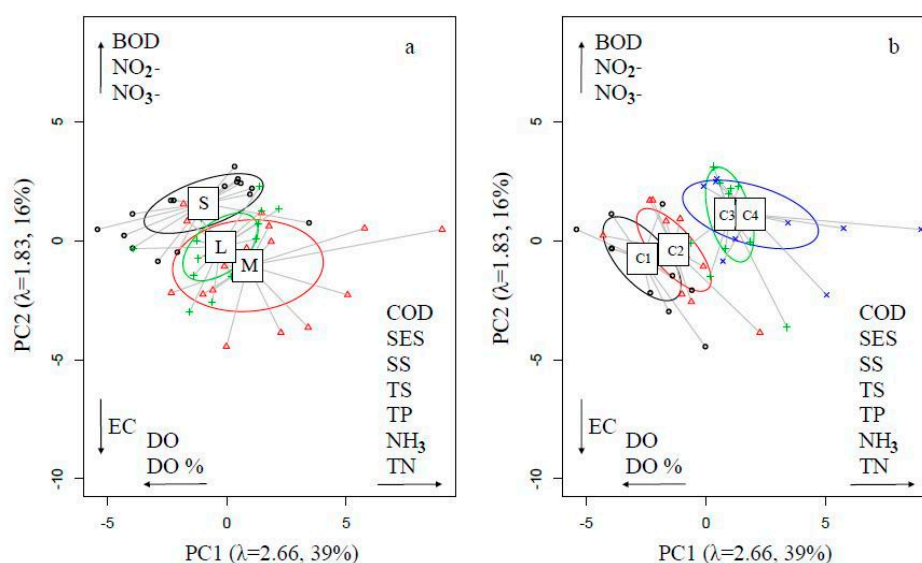 a
BOD
NO₂-
NO₃-
S
L
M
COD
SES
SS
TS
TP
NH₃
TN
EC
DO
DO %
5
0
-5
-10
-5
0
5
PC2 (λ=1.83, 16%)
PC1 (λ=2.66, 39%)
b
BOD
NO₂-
NO₃-
C1
C2
C3
C4
COD
SES
SS
TS
TP
NH₃
TN
EC
DO
DO %
5
0
-5
-10
-5
0
5
PC2 (λ=1.83, 16%)
PC1 (λ=2.66, 39%)